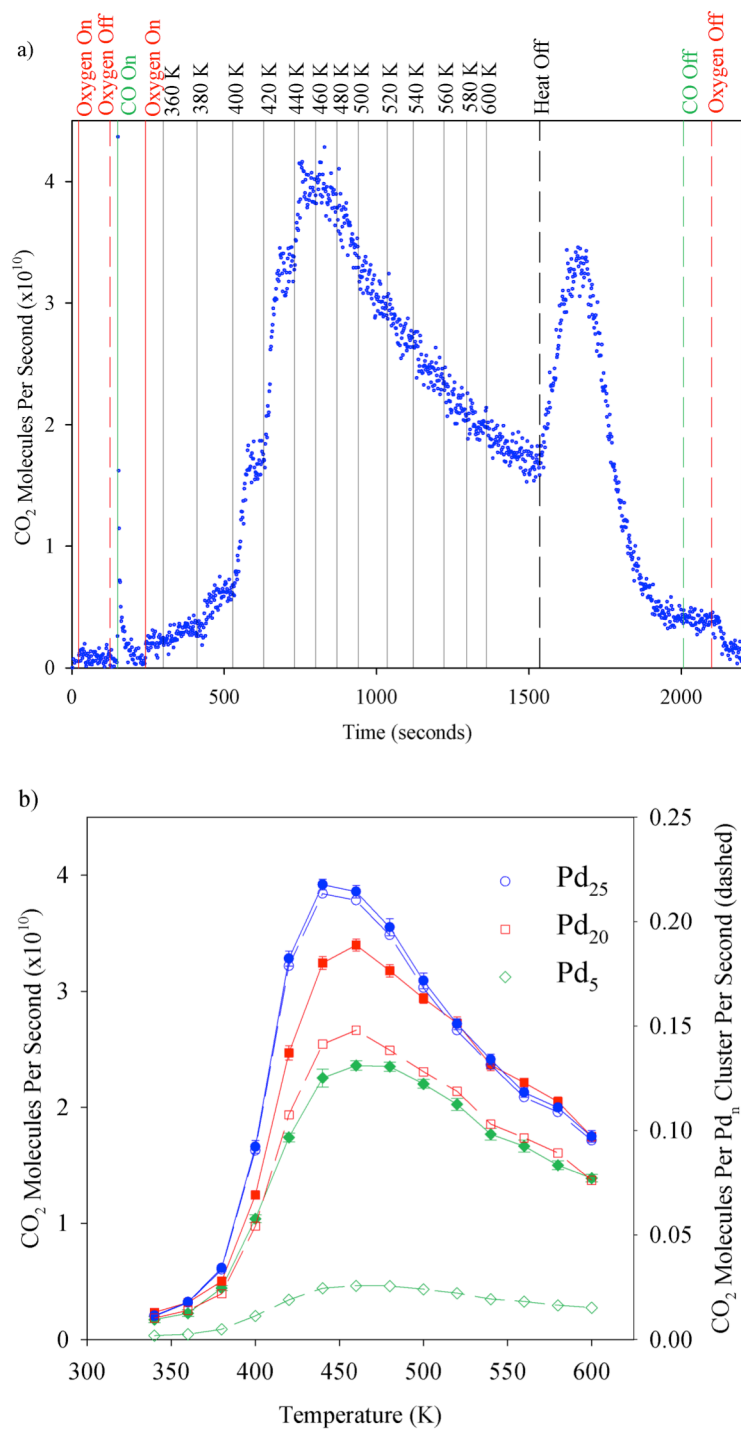 a)
Oxygen On
Oxygen Off
CO On
Oxygen On
360 K
380 K
400 K
420 K
440 K
460 K
480 K
500 K
520 K
540 K
560 K
580 K
600 K
Heat Off
CO Off
Oxygen Off
CO₂ Molecules Per Second (x10¹⁰)
4
3
2
1
0
0
500
1000
1500
2000
Time (seconds)
b)
CO₂ Molecules Per Second (x10¹⁰)
4
3
2
1
0
Pd₂₅
Pd₂₀
Pd₅
0.25
0.20
0.15
0.10
0.05
0.00
CO₂ Molecules Per Pdₙ Cluster Per Second (dashed)
300
350
400
450
500
550
600
Temperature (K)